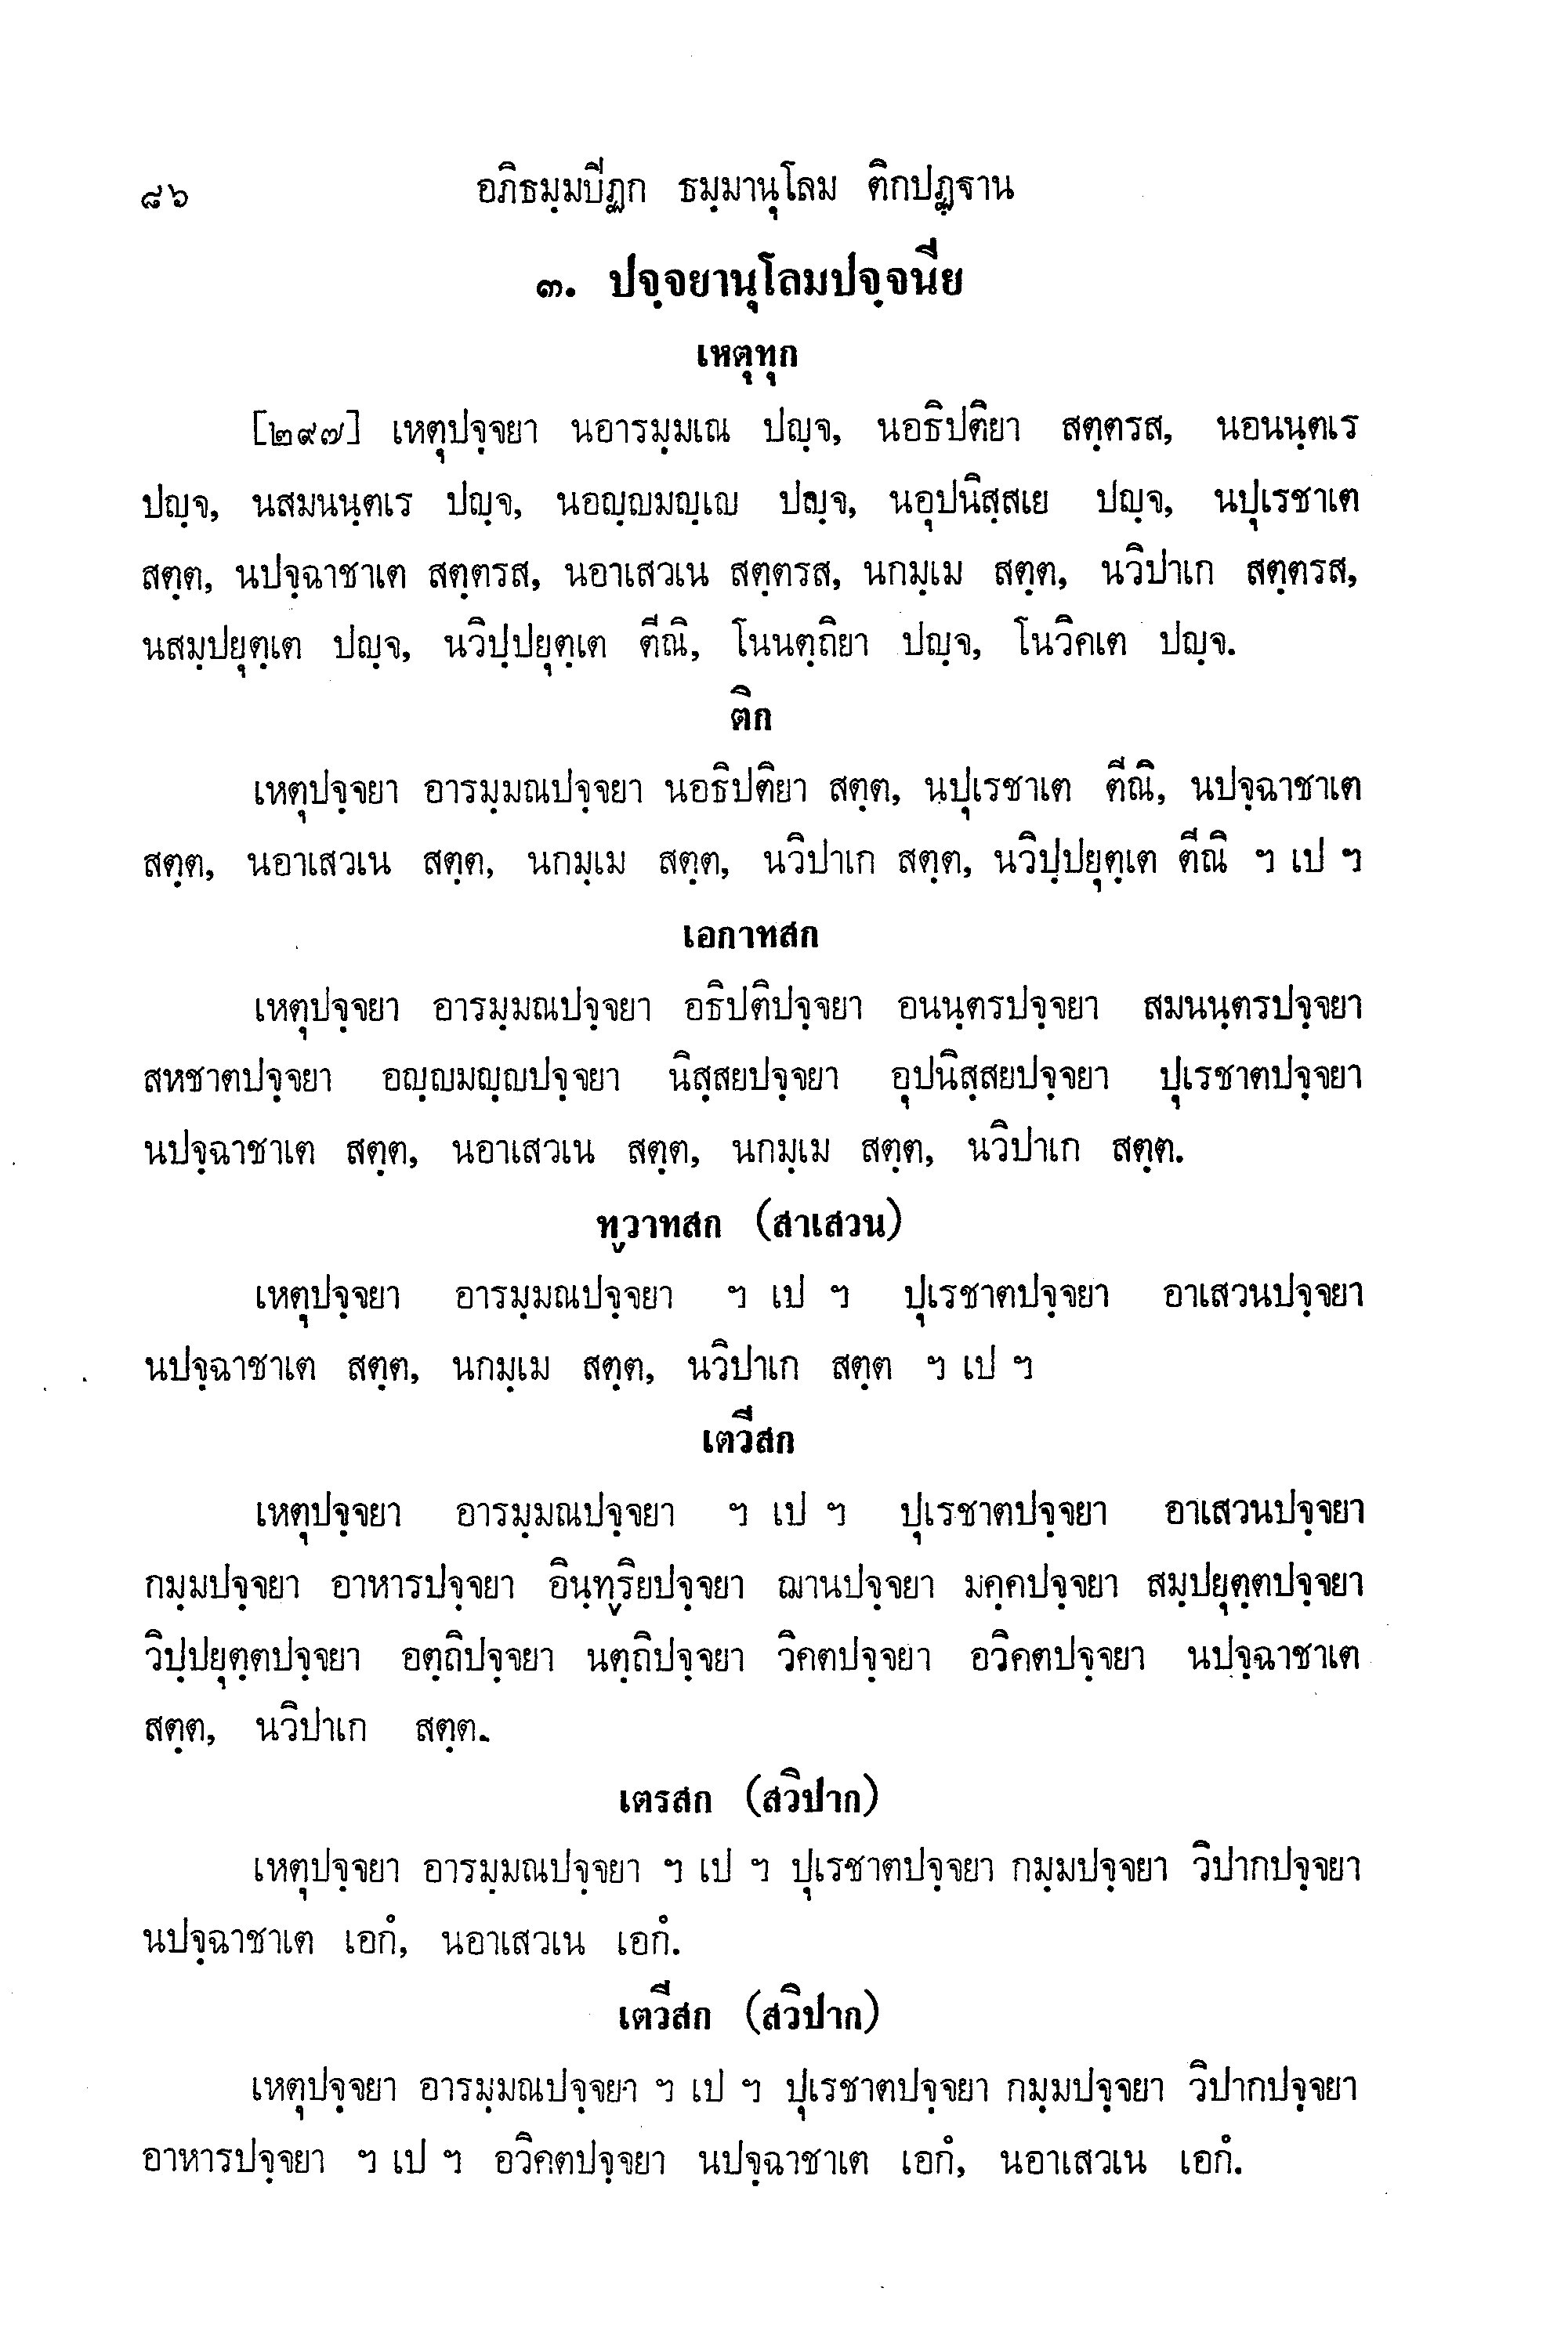 ๘๖ อภิธมฺมปีฏก ธมฺมานุโลม ติกปฏฺฐาน
๓. ปจฺจยานุโลมปจฺจนีย
เหตุทุก
[๒๙๗] เหตุปจฺจยา นอารมฺมเณ ปญฺจ, นอธิปติยา สตฺตรส, นอนนฺตเร
ปญฺจ, นสมนนฺตเร ปญฺจ, นอญฺญมญฺเญ ปญฺจ, นอุปนิสฺสเย ปญฺจ, นปุเรชาเต
สตฺต, นปจฺฉาชาเต สตฺตรส, นอาเสวเน สตฺตรส, นกมฺเม สตฺต, นวิปาเก สตฺตรส,
นสมฺปยุตฺเต ปญฺจ, นวิปฺปยุตฺเต ตีณิ, โนนตฺถิยา ปญฺจ, โนวิคเต ปญฺจ.
ติก
เหตุปจฺจยา อารมฺมณปจฺจยา นอธิปติยา สตฺต, นปุเรชาเต ตีณิ, นปจฺฉาชาเต
สตฺต, นอาเสวเน สตฺต, นกมฺเม สตฺต, นวิปาเก สตฺต, นวิปฺปยุตฺเต ตีณิ ฯ เป ฯ
เอกาทสก
เหตุปจฺจยา อารมฺมณปจฺจยา อธิปติปจฺจยา อนนฺตรปจฺจยา สมนนฺตรปจฺจยา
สหชาตปจฺจยา อญฺญมญฺญปจฺจยา นิสฺสยปจฺจยา อุปนิสฺสยปจฺจยา ปุเรชาตปจฺจยา
นปจฺฉาชาเต สตฺต, นอาเสวเน สตฺต, นกมฺเม สตฺต, นวิปาเก สตฺต.
ทฺวาทสก (สาเสวน)
เหตุปจฺจยา อารมฺมณปจฺจยา ฯ เป ฯ ปุเรชาตปจฺจยา อาเสวนปจฺจยา
นปจฺฉาชาเต สตฺต, นกมฺเม สตฺต, นวิปาเก สตฺต ฯ เป ฯ
เตวีสก
เหตุปจฺจยา อารมฺมณปจฺจยา ฯ เป ฯ ปุเรชาตปจฺจยา อาเสวนปจฺจยา
กมฺมปจฺจยา อาหารปจฺจยา อินฺทฺริยปจฺจยา ฌานปจฺจยา มคฺคปจฺจยา สมฺปยุตฺตปจฺจยา
วิปฺปยุตฺตปจฺจยา อตฺถิปจฺจยา นตฺถิปจฺจยา วิคตปจฺจยา อวิคตปจฺจยา นปจฺฉาชาเต
สตฺต, นวิปาเก สตฺต.
เตรสก (สวิปาก)
เหตุปจฺจยา อารมฺมณปจฺจยา ฯ เป ฯ ปุเรชาตปจฺจยา กมฺมปจฺจยา วิปากปจฺจยา
นปจฺฉาชาเต เอกํ, นอาเสวเน เอกํ.
เตวีสก (สวิปาก)
เหตุปจฺจยา อารมฺมณปจฺจยา ฯ เป ฯ ปุเรชาตปจฺจยา กมฺมปจฺจยา วิปากปจฺจยา
อาหารปจฺจยา ฯ เป ฯ อวิคตปจฺจยา นปจฺฉาชาเต เอกํ, นอาเสวเน เอกํ.